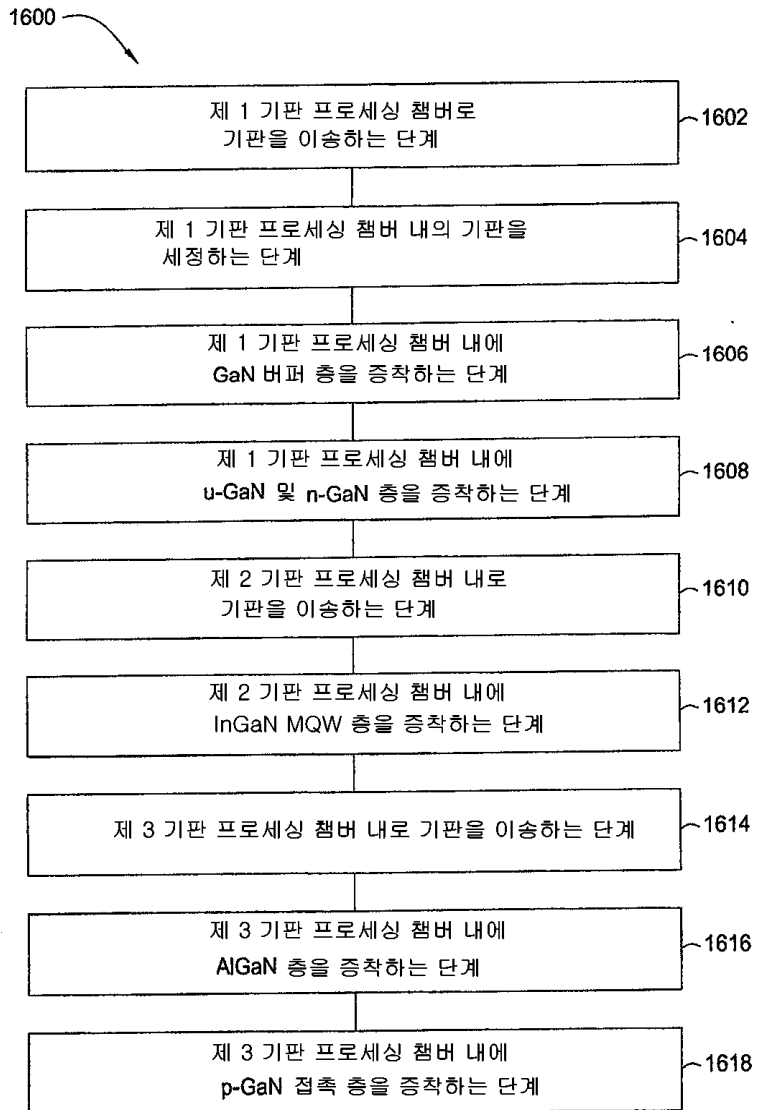 1600
제 1 기판 프로세싱 챔버로
기판을 이송하는 단계
1602
제 1 기판 프로세싱 챔버 내의 기판을
세정하는 단계
1604
제 1 기판 프로세싱 챔버 내에
GaN 버퍼 층을 증착하는 단계
1606
제 1 기판 프로세싱 챔버 내에
u-GaN 및 n-GaN 층을 증착하는 단계
1608
제 2 기판 프로세싱 챔버 내로
기판을 이송하는 단계
1610
제 2 기판 프로세싱 챔버 내에
InGaN MQW 층을 증착하는 단계
1612
제 3 기판 프로세싱 챔버 내로 기판을 이송하는 단계
1614
제 3 기판 프로세싱 챔버 내에
AlGaN 층을 증착하는 단계
1616
제 3 기판 프로세싱 챔버 내에
p-GaN 접촉 층을 증착하는 단계
1618